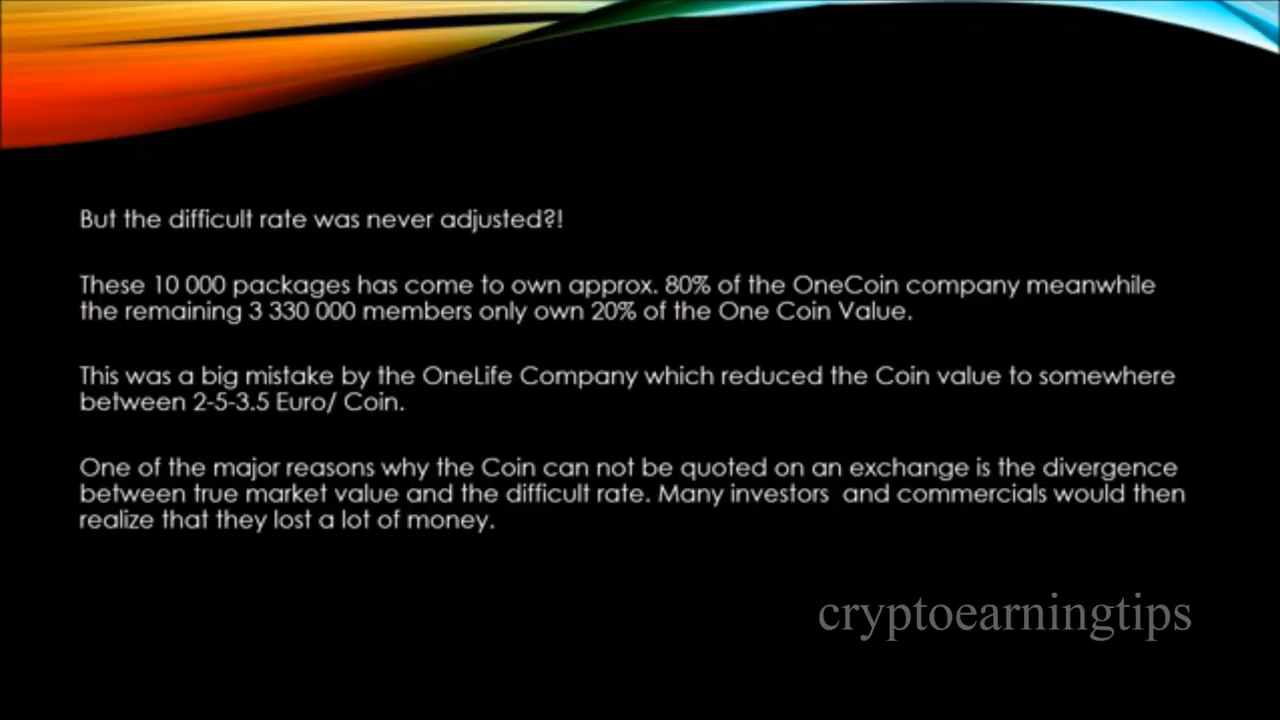 But the difficult rate was never adjusted?!
These 10 000 packages has come to own approx. 80% of the OneCoin company meanwhile
the remaining 3 330 000 members only own 20% of the One Coin Value.
This was a big mistake by the OneLife Company which reduced the Coin value to somewhere
between 2-5-3.5 Euro/ Coin.
One of the major reasons why the Coin can not be quoted on an exchange is the divergence
between true market value and the difficult rate. Many investors  and commercials would then
realize that they lost a lot of money.
cryptoearningtips